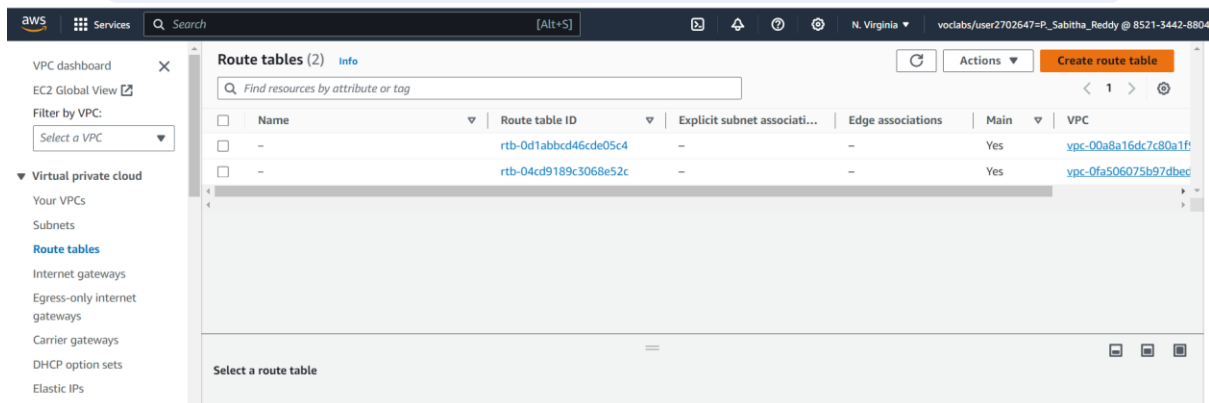 aws Services Search [Alt+S] N. Virginia ▼ voclabs/user2702647=P._Sabitha_Reddy @ 8521-3442-8804
VPC dashboard
EC2 Global View
Filter by VPC:
Select a VPC
Virtual private cloud
Your VPCs
Subnets
Route tables
Internet gateways
Egress-only internet
gateways
Carrier gateways
DHCP option sets
Elastic IPs
Route tables (2) Info
Actions ▼ Create route table
Find resources by attribute or tag
< 1 >
Name Route table ID Explicit subnet associati... Edge associations Main VPC
– rtb-0d1abbcd46cde05c4 – – Yes vpc-00a8a16dc7c80a1f
– rtb-04cd9189c3068e52c – – Yes vpc-0fa506075b97dbed
Select a route table